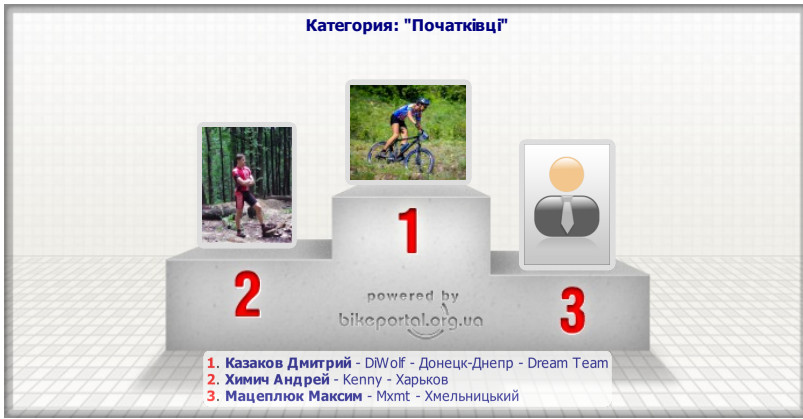 Категория: "Початківці"
1
2
3
powered by
bikeportal.org.ua
1. Казаков Дмитрий - DiWolf - Донецк-Днепр - Dream Team
2. Химич Андрей - Kenny - Харьков
3. Мацеплюк Максим - Mxmt - Хмельницький